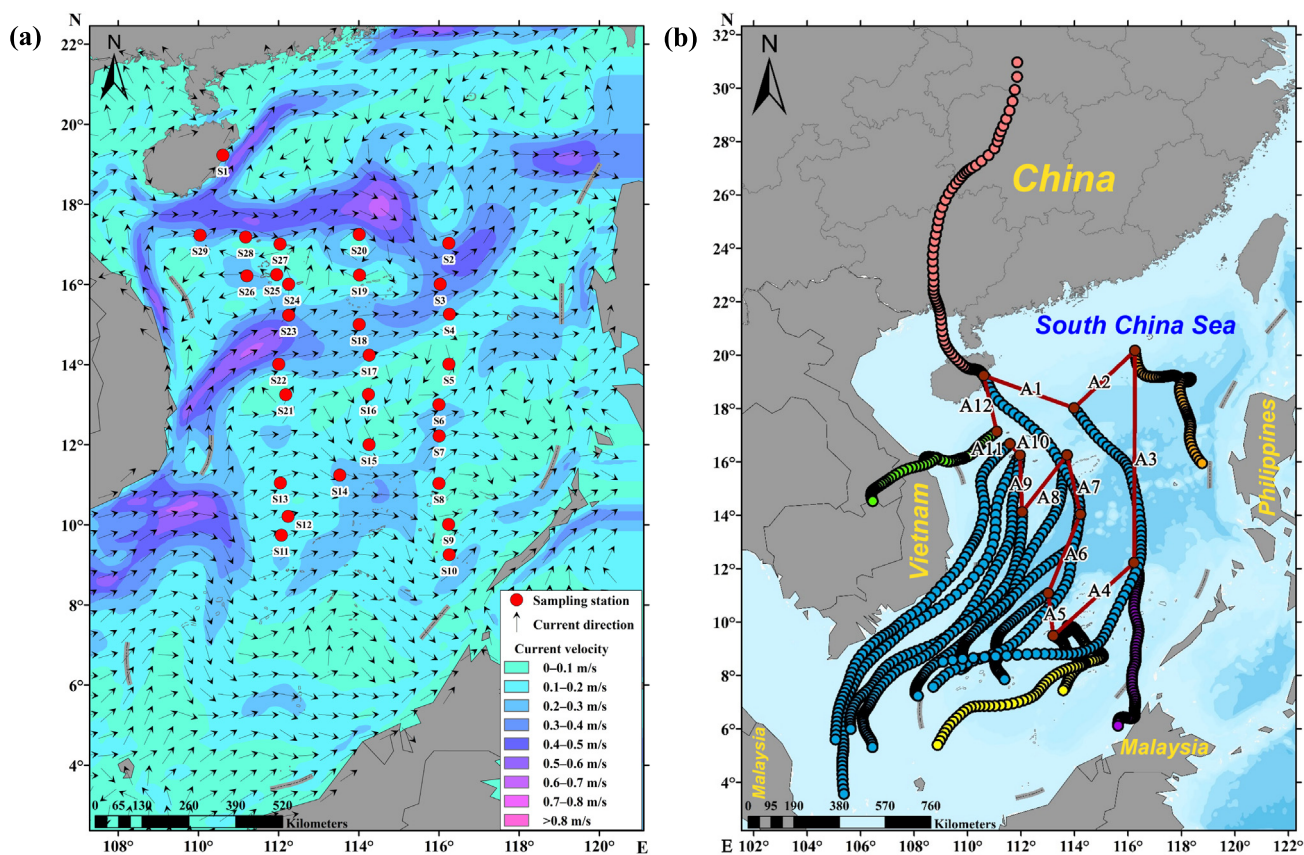 (a)
N
22°
20°
18°
16°
14°
12°
10°
8°
6°
4°
N
S1
S29
S28
S27
S20
S2
S26
S25
S24
S19
S3
S23
S18
S4
S22
S17
S5
S21
S16
S6
S7
S15
S14
S13
S8
S12
S11
S9
S10
Sampling station
Current direction
Current velocity
0–0.1 m/s
0.1–0.2 m/s
0.2–0.3 m/s
0.3–0.4 m/s
0.4–0.5 m/s
0.5–0.6 m/s
0.6–0.7 m/s
0.7–0.8 m/s
>0.8 m/s
0 65 130 260 390 520
Kilometers
108° 110° 112° 114° 116° 118° 120° E
(b)
N
32°
30°
28°
26°
24°
22°
20°
18°
16°
14°
12°
10°
8°
6°
4°
N
China
South China Sea
A1
A2
A12
A11
A10
A3
A9
A8
A7
A6
A5
A4
Vietnam
Philippines
Malaysia
Malaysia
0 95 190 380 570 760
Kilometers
E 102° 104° 106° 108° 110° 112° 114° 116° 118° 120° 122°